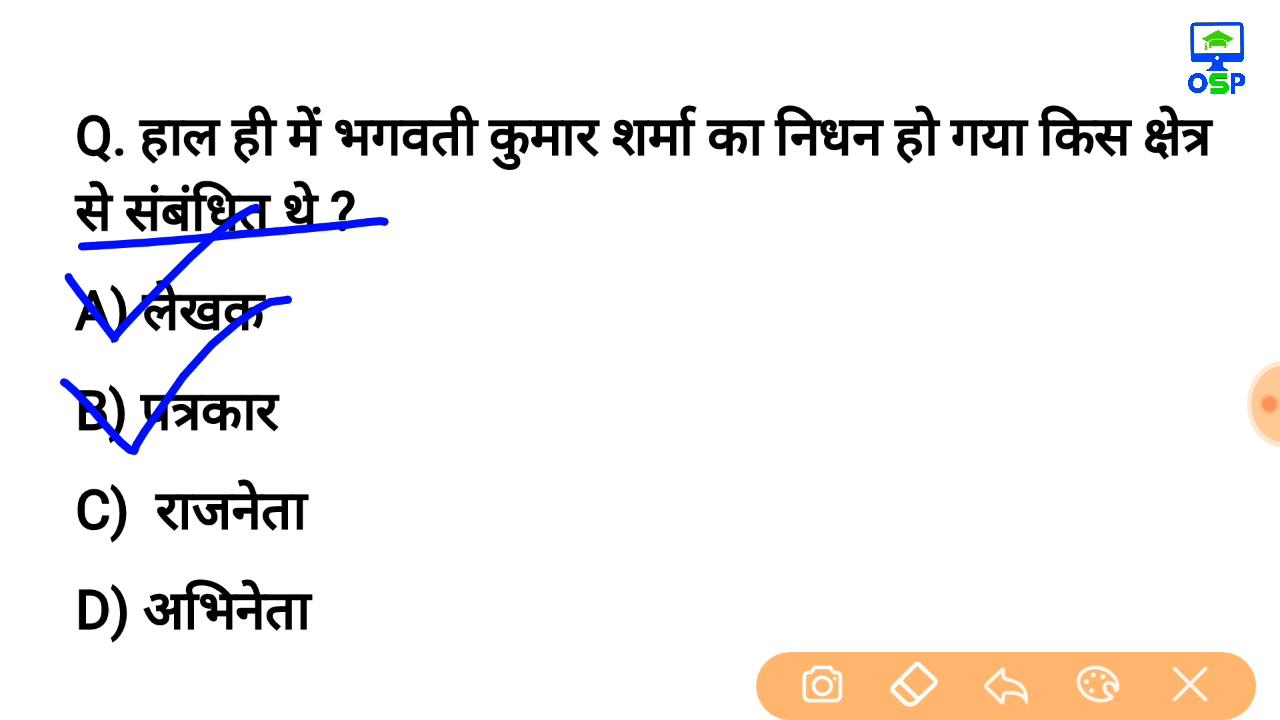 OSP
Q. हाल ही में भगवती कुमार शर्मा का निधन हो गया किस क्षेत्र
से संबंधित थे ?
A) लेखक
B) पत्रकार
C) राजनेता
D) अभिनेता